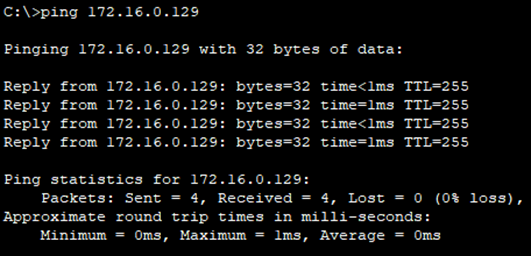 C:\>ping 172.16.0.129
Pinging 172.16.0.129 with 32 bytes of data:
Reply from 172.16.0.129: bytes=32 time<1ms TTL=255
Reply from 172.16.0.129: bytes=32 time=1ms TTL=255
Reply from 172.16.0.129: bytes=32 time<1ms TTL=255
Reply from 172.16.0.129: bytes=32 time=1ms TTL=255
Ping statistics for 172.16.0.129:
Packets: Sent = 4, Received = 4, Lost = 0 (0% loss),
Approximate round trip times in milli-seconds:
Minimum = 0ms, Maximum = 1ms, Average = 0ms